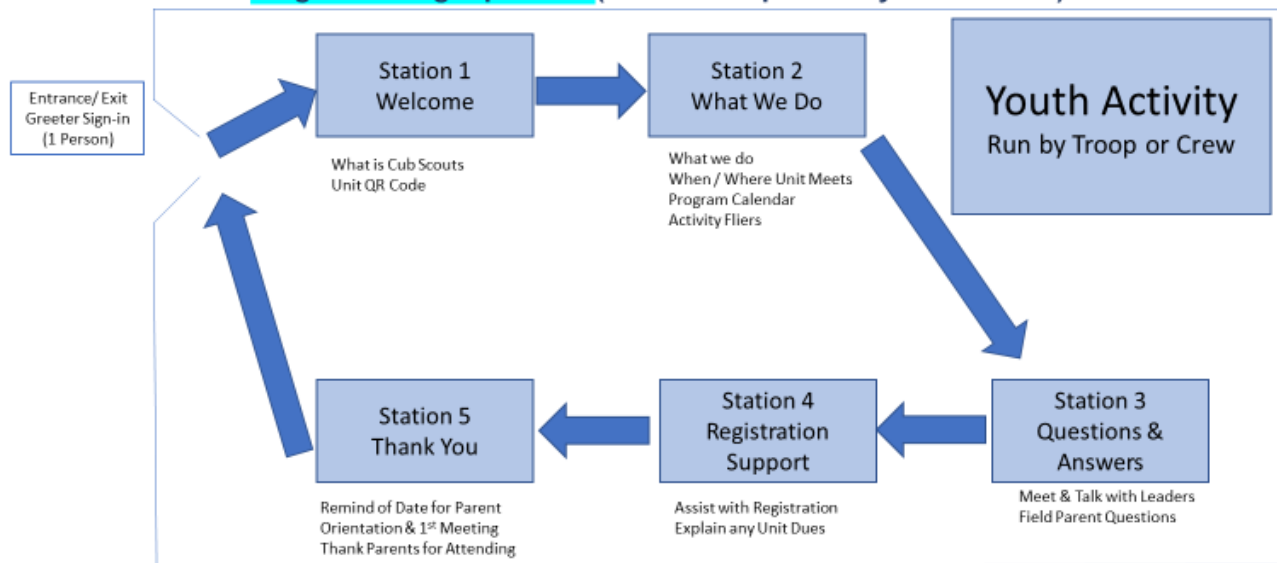 Entrance/ Exit
Greeter Sign-in
(1 Person)
Station 1
Welcome
What is Cub Scouts
Unit QR Code
Station 2
What We Do
What we do
When / Where Unit Meets
Program Calendar
Activity Fliers
Youth Activity
Run by Troop or Crew
Station 3
Questions &
Answers
Meet & Talk with Leaders
Field Parent Questions
Station 4
Registration
Support
Assist with Registration
Explain any Unit Dues
Station 5
Thank You
Remind of Date for Parent
Orientation & 1st Meeting
Thank Parents for Attending